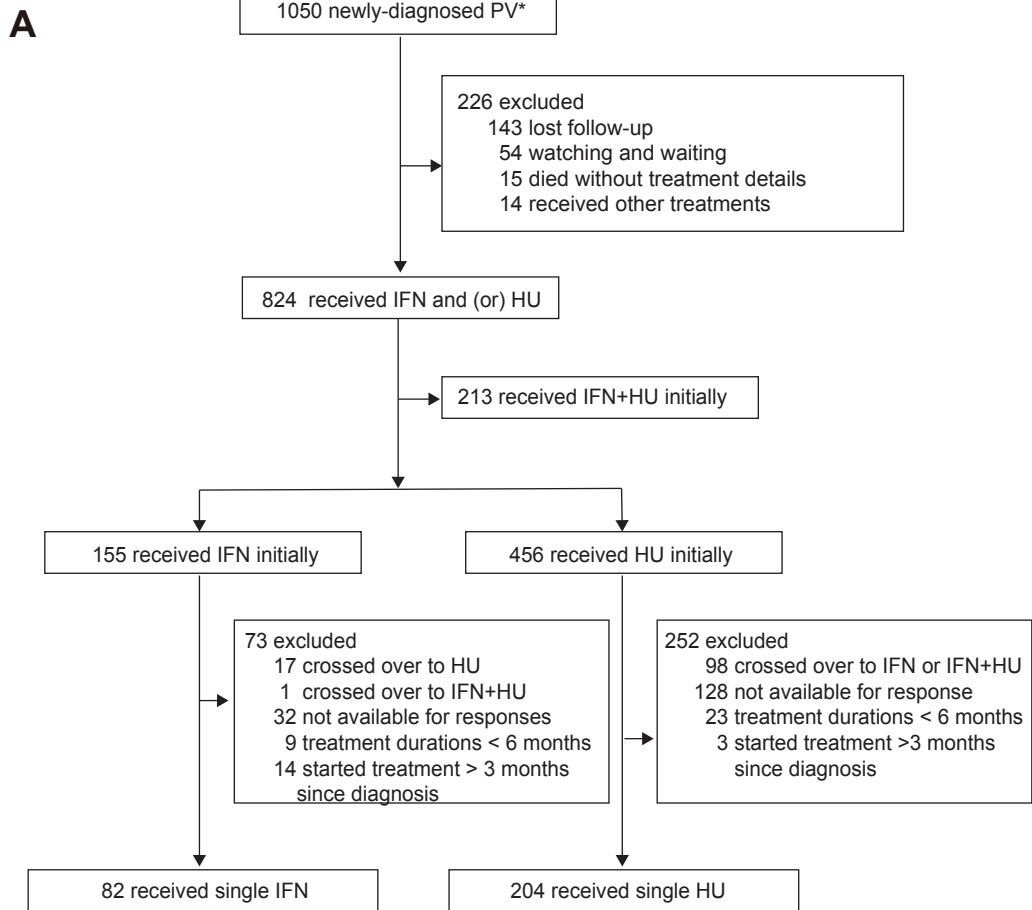 A
1050 newly-diagnosed PV*
226 excluded
143 lost follow-up
54 watching and waiting
15 died without treatment details
14 received other treatments
824 received IFN and (or) HU
213 received IFN+HU initially
155 received IFN initially
456 received HU initially
73 excluded
17 crossed over to HU
1 crossed over to IFN+HU
32 not available for responses
9 treatment durations < 6 months
14 started treatment > 3 months
since diagnosis
252 excluded
98 crossed over to IFN or IFN+HU
128 not available for response
23 treatment durations < 6 months
3 started treatment >3 months
since diagnosis
82 received single IFN
204 received single HU